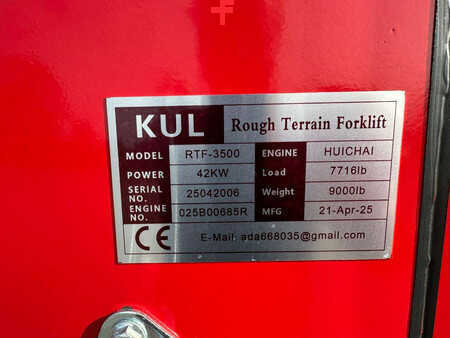 KUL Rough Terrain Forklift
MODEL RTF-3500 ENGINE HUICHAI
POWER 42KW Load 7716lb
SERIAL NO. 25042006 Weight 9000lb
ENGINE NO. 025B00685R MFG 21-Apr-25
CE E-Mail: ada668035@gmail.com